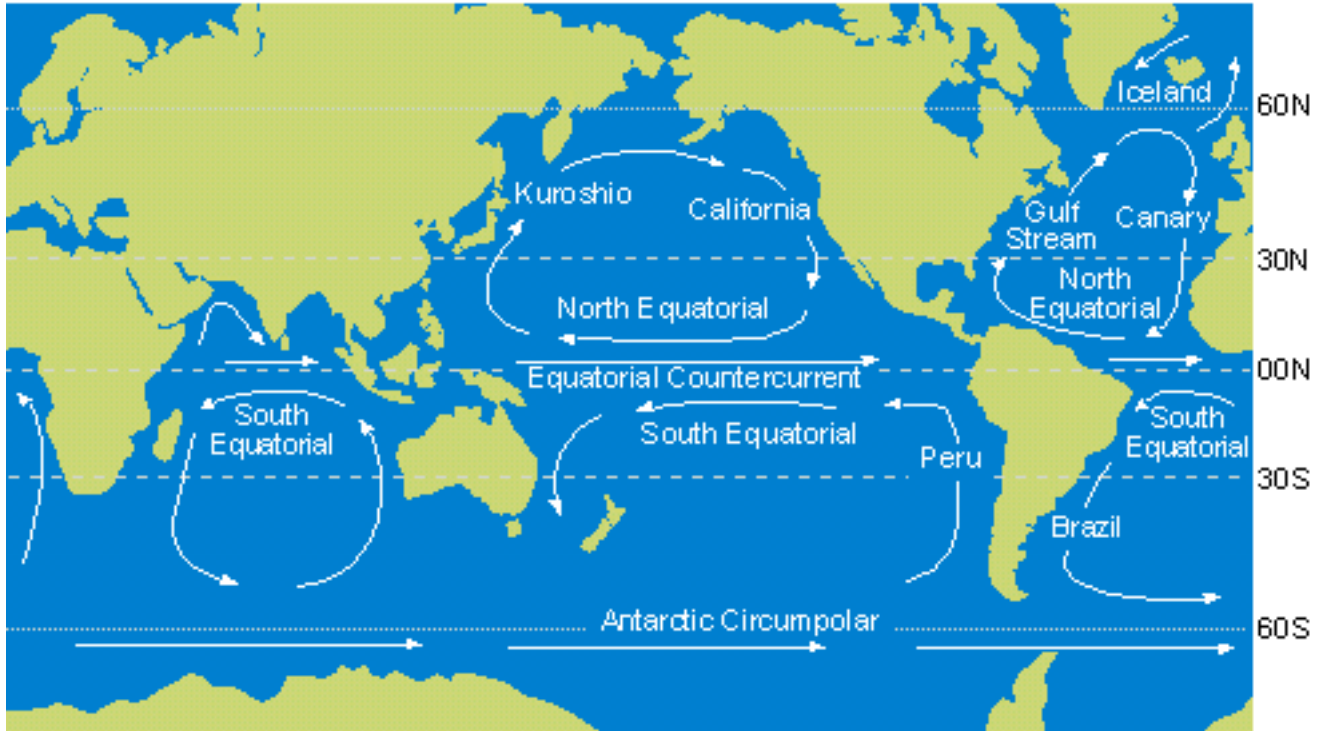 Iceland
60N
Kuroshio
California
Gulf
Stream
Canary
30N
North Equatorial
North
Equatorial
00N
Equatorial Countercurrent
South
Equatorial
South Equatorial
South
Equatorial
Peru
30S
Brazil
Antarctic Circumpolar
60S